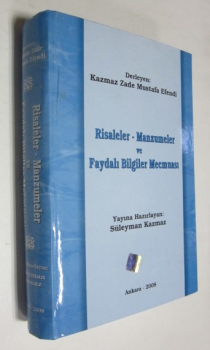 Derleyen:
Kazmaz Zade Mustafa Efendi
Risaleler - Manzumeler
ve
Faydalı Bilgiler Mecmuası
Yayına Hazırlayan:
Süleyman Kazmaz
Ankara - 2009
Risaleler - Manzumeler